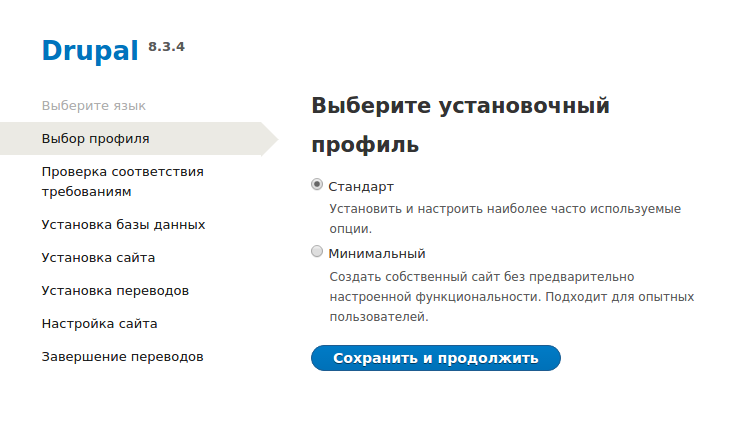 Drupal 8.3.4
Выберите язык
Выбор профиля
Проверка соответствия
требованиям
Установка базы данных
Установка сайта
Установка переводов
Настройка сайта
Завершение переводов
Выберите установочный
профиль
Стандарт
Установить и настроить наиболее часто используемые
опции.
Минимальный
Создать собственный сайт без предварительно
настроенной функциональности. Подходит для опытных
пользователей.
Сохранить и продолжить